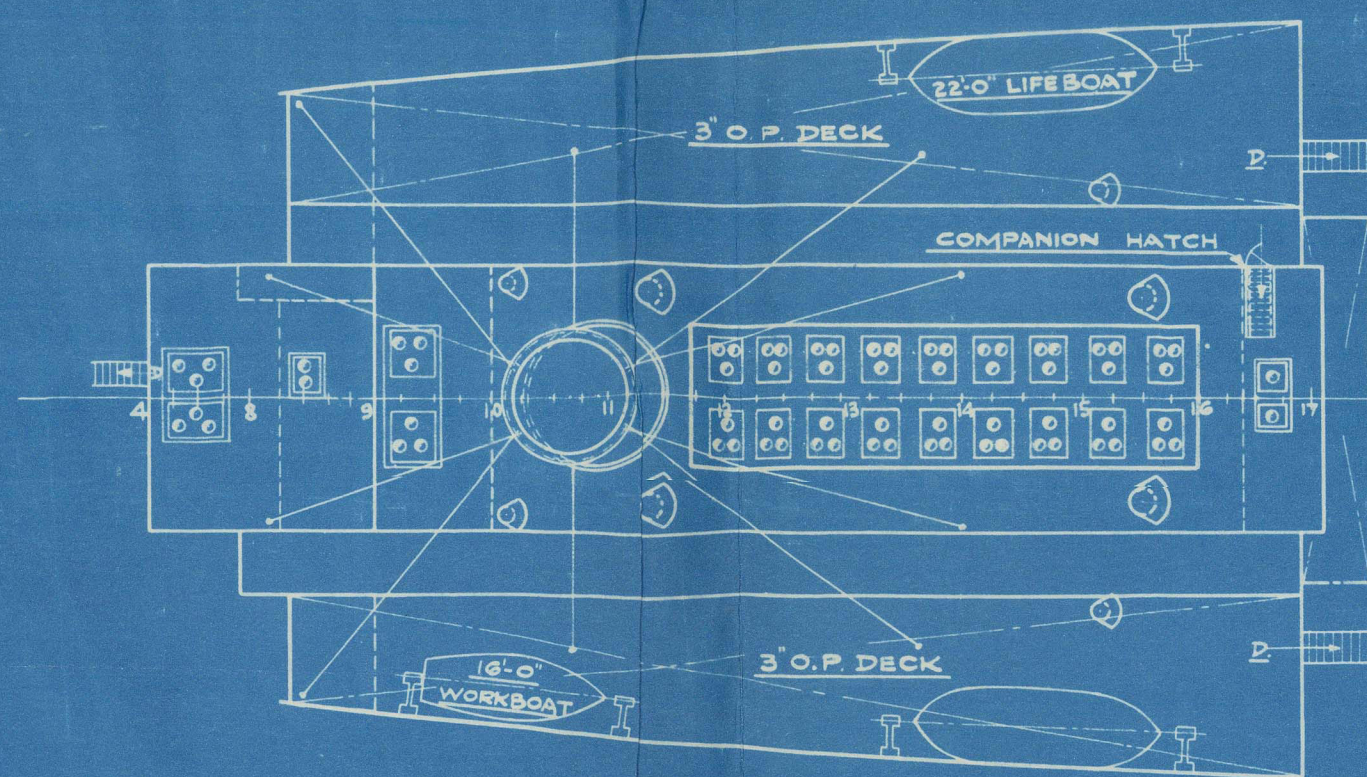 22'-0" LIFEBOAT
3" O.P. DECK
D.
COMPANION HATCH
4 8 9 10 11 12 13 14 15 16 17
3" O.P. DECK
D.
16'-0"
WORKBOAT